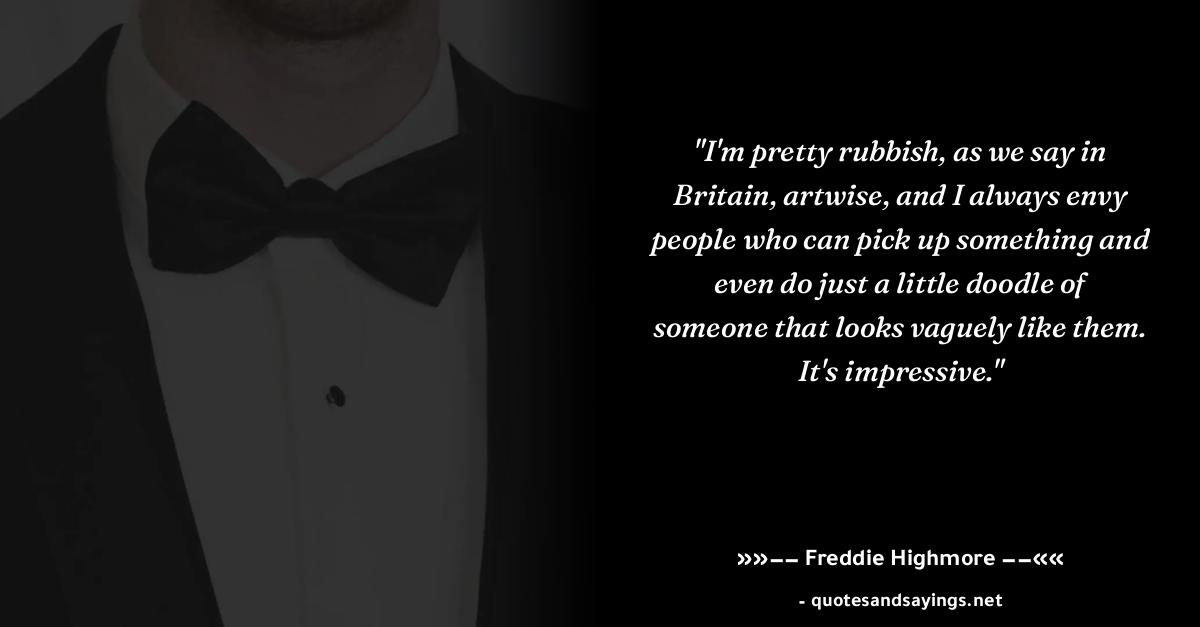 "I'm pretty rubbish, as we say in
Britain, artwise, and I always envy
people who can pick up something and
even do just a little doodle of
someone that looks vaguely like them.
It's impressive."
»»−− Freddie Highmore −−««
- quotesandsayings.net